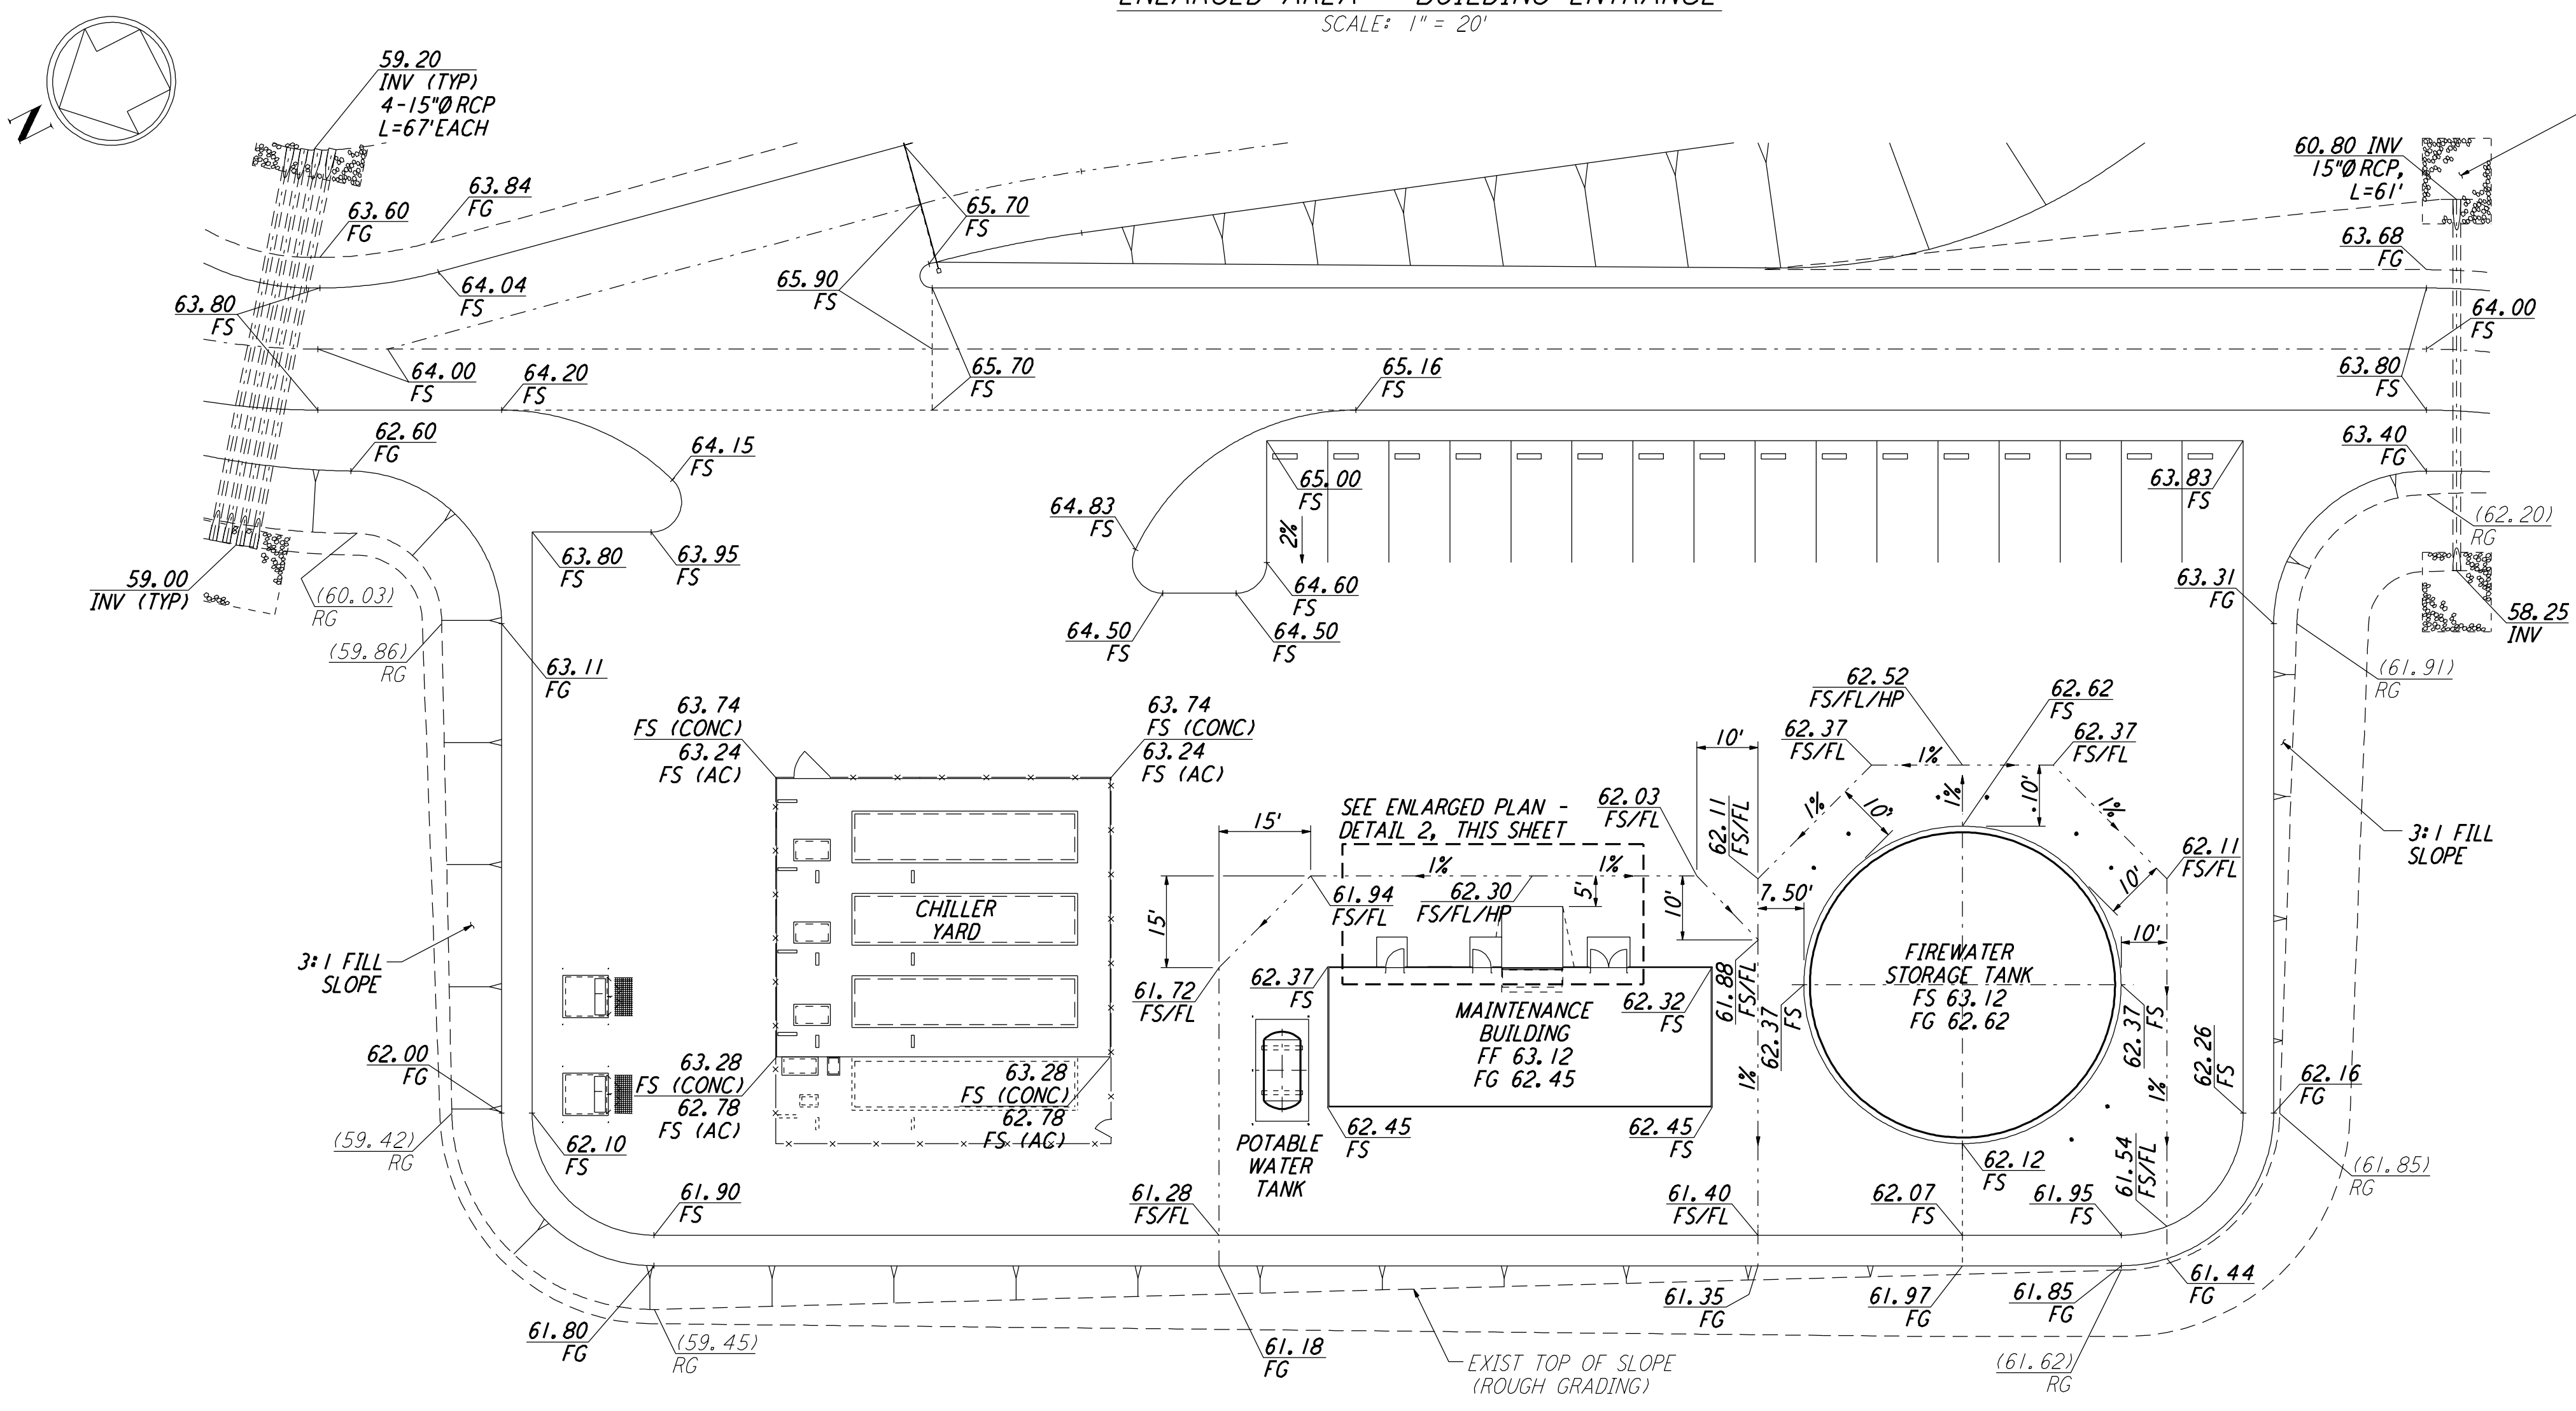 ENLARGED AREA - BUILDING ENTRANCE
SCALE: 1" = 20'
N
59.20
INV (TYP)
4-15"Ø RCP
L=67'EACH
63.84
FG
63.60
FG
64.04
FS
63.80
FS
64.00
FS
64.20
FS
65.70
FS
65.90
FS
65.70
FS
65.16
FS
60.80 INV
15"Ø RCP,
L=61'
63.68
FG
64.00
FS
63.80
FS
63.40
FG
(62.20)
RG
62.60
FG
64.15
FS
63.95
FS
63.80
FS
59.00
INV (TYP)
(60.03)
RG
(59.86)
RG
63.11
FG
64.83
FS
65.00
FS
2%
64.60
FS
64.50
FS
64.50
FS
63.83
FS
63.31
FG
58.25
INV
(61.91)
RG
63.74
FS (CONC)
63.24
FS (AC)
63.74
FS (CONC)
63.24
FS (AC)
62.52
FS/FL/HP
62.62
FS
62.37
FS/FL
62.37
FS/FL
10'
1%
1%
10'
1%
10'
1%
62.11
FS/FL
62.11
FS/FL
10'
10'
3:1 FILL
SLOPE
SEE ENLARGED PLAN -
DETAIL 2, THIS SHEET
62.03
FS/FL
15'
15'
1%
1%
61.94
FS/FL
62.30
FS/FL/HP
5'
10'
7.50'
CHILLER
YARD
3:1 FILL
SLOPE
61.72
FS/FL
62.37
FS
62.32
FS
61.88
FS/FL
62.37
FS
MAINTENANCE
BUILDING
FF 63.12
FG 62.45
FIREWATER
STORAGE TANK
FS 63.12
FG 62.62
62.37
FS
62.26
FS
62.16
FG
1%
1%
62.00
FG
63.28
FS (CONC)
62.78
FS (AC)
63.28
FS (CONC)
62.78
FS (AC)
(59.42)
RG
62.10
FS
POTABLE
WATER
TANK
62.45
FS
62.45
FS
62.12
FS
61.54
FS/FL
(61.85)
RG
61.90
FS
61.28
FS/FL
61.40
FS/FL
62.07
FS
61.95
FS
61.80
FG
(59.45)
RG
61.18
FG
EXIST TOP OF SLOPE
(ROUGH GRADING)
61.35
FG
61.97
FG
61.85
FG
61.44
FG
(61.62)
RG